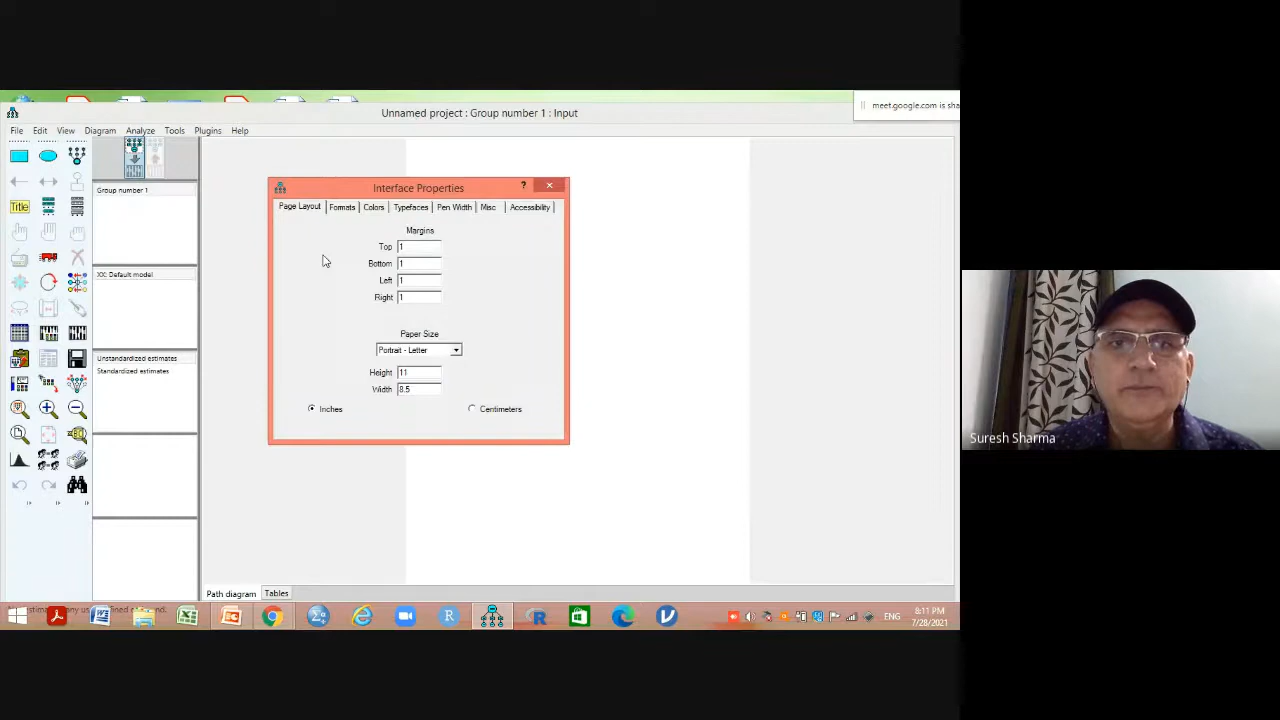 meet.google.com is sha
Unnamed project : Group number 1 : Input
File Edit View Diagram Analyze Tools Plugins Help
Title
Group number 1
XX: Default model
Unstandardized estimates
Standardized estimates
Interface Properties
?
Page Layout Formats Colors Typefaces Pen Width Misc Accessibility
Margins
Top 1
Bottom 1
Left 1
Right 1
Paper Size
Portrait - Letter
Height 11
Width 8.5
Inches Centimeters
Path diagram Tables
ENG
8:11 PM
7/28/2021
Suresh Sharma